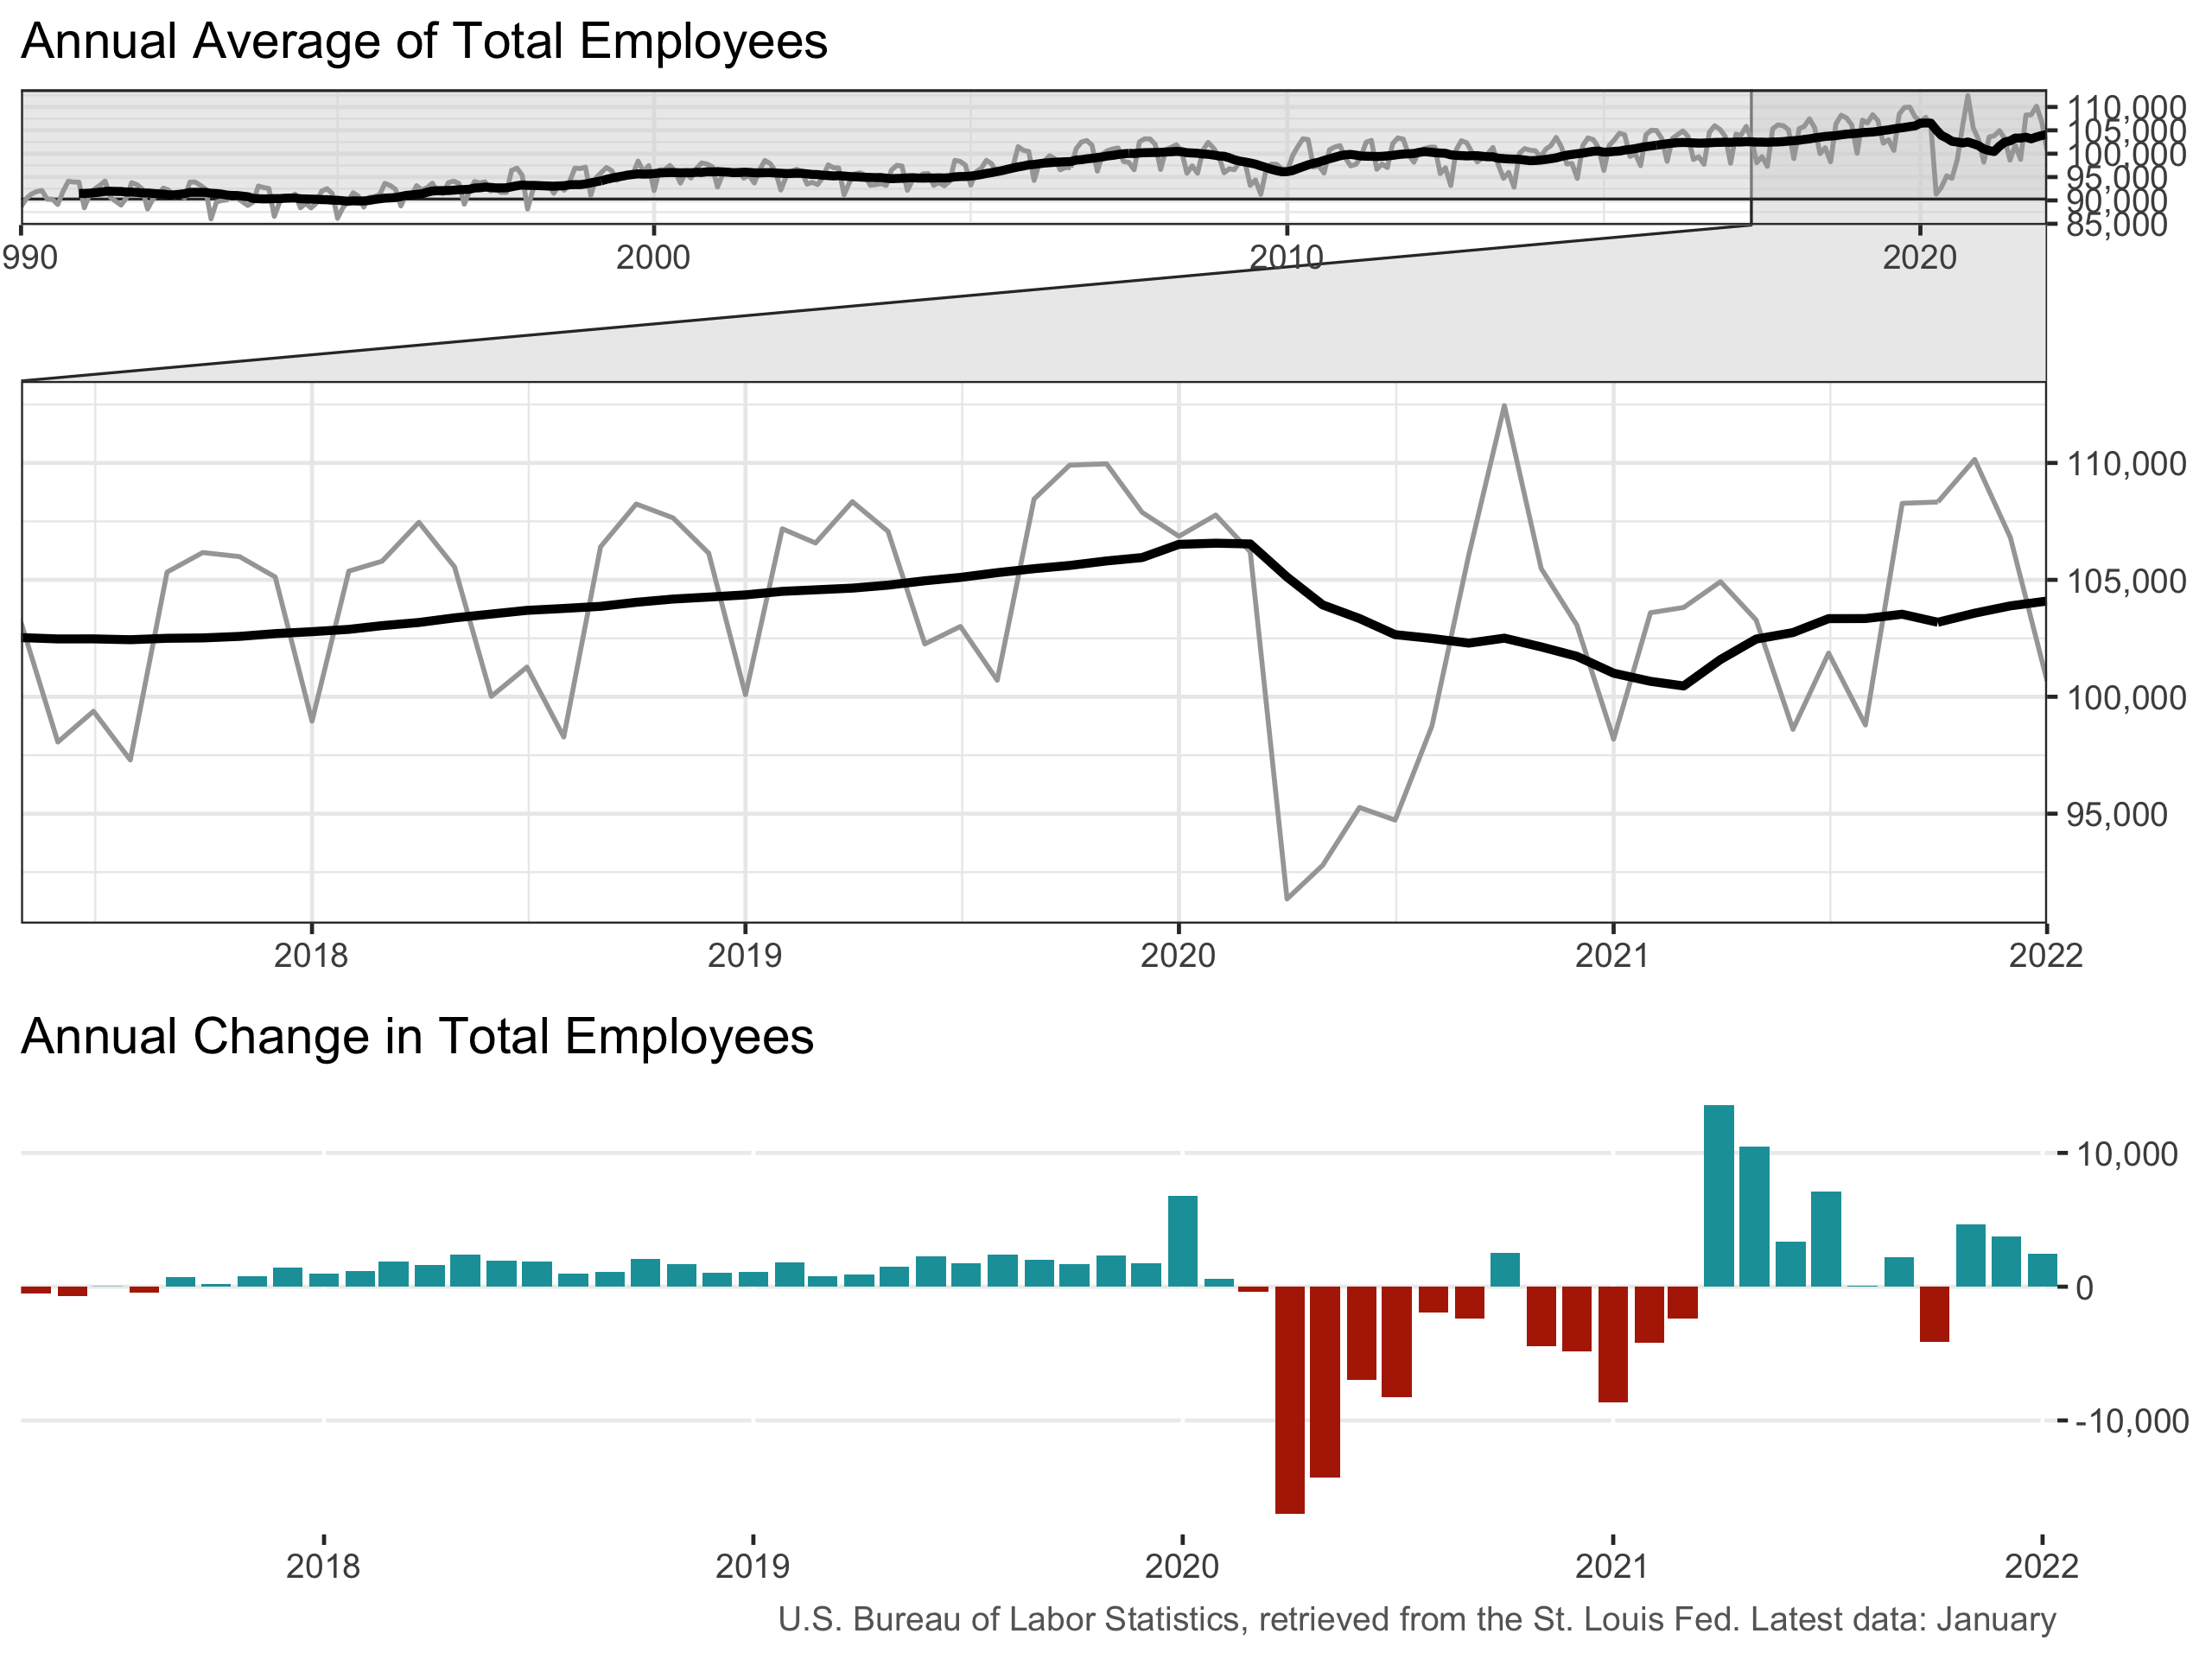 Annual Average of Total Employees
110,000
105,000
100,000
95,000
90,000
85,000
990 2000 2010 2020
110,000
105,000
100,000
95,000
2018 2019 2020 2021 2022
Annual Change in Total Employees
10,000
0
-10,000
2018 2019 2020 2021 2022
U.S. Bureau of Labor Statistics, retrieved from the St. Louis Fed. Latest data: January